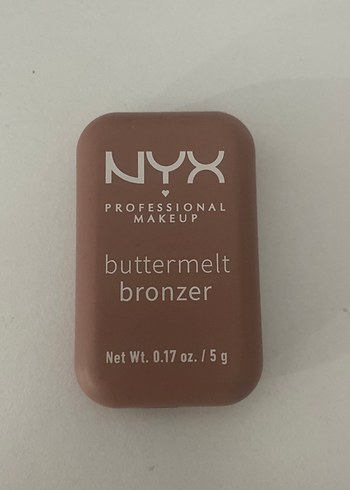 NYX
PROFESSIONAL
MAKEUP
buttermelt
bronzer
Net Wt. 0.17 oz. / 5 g